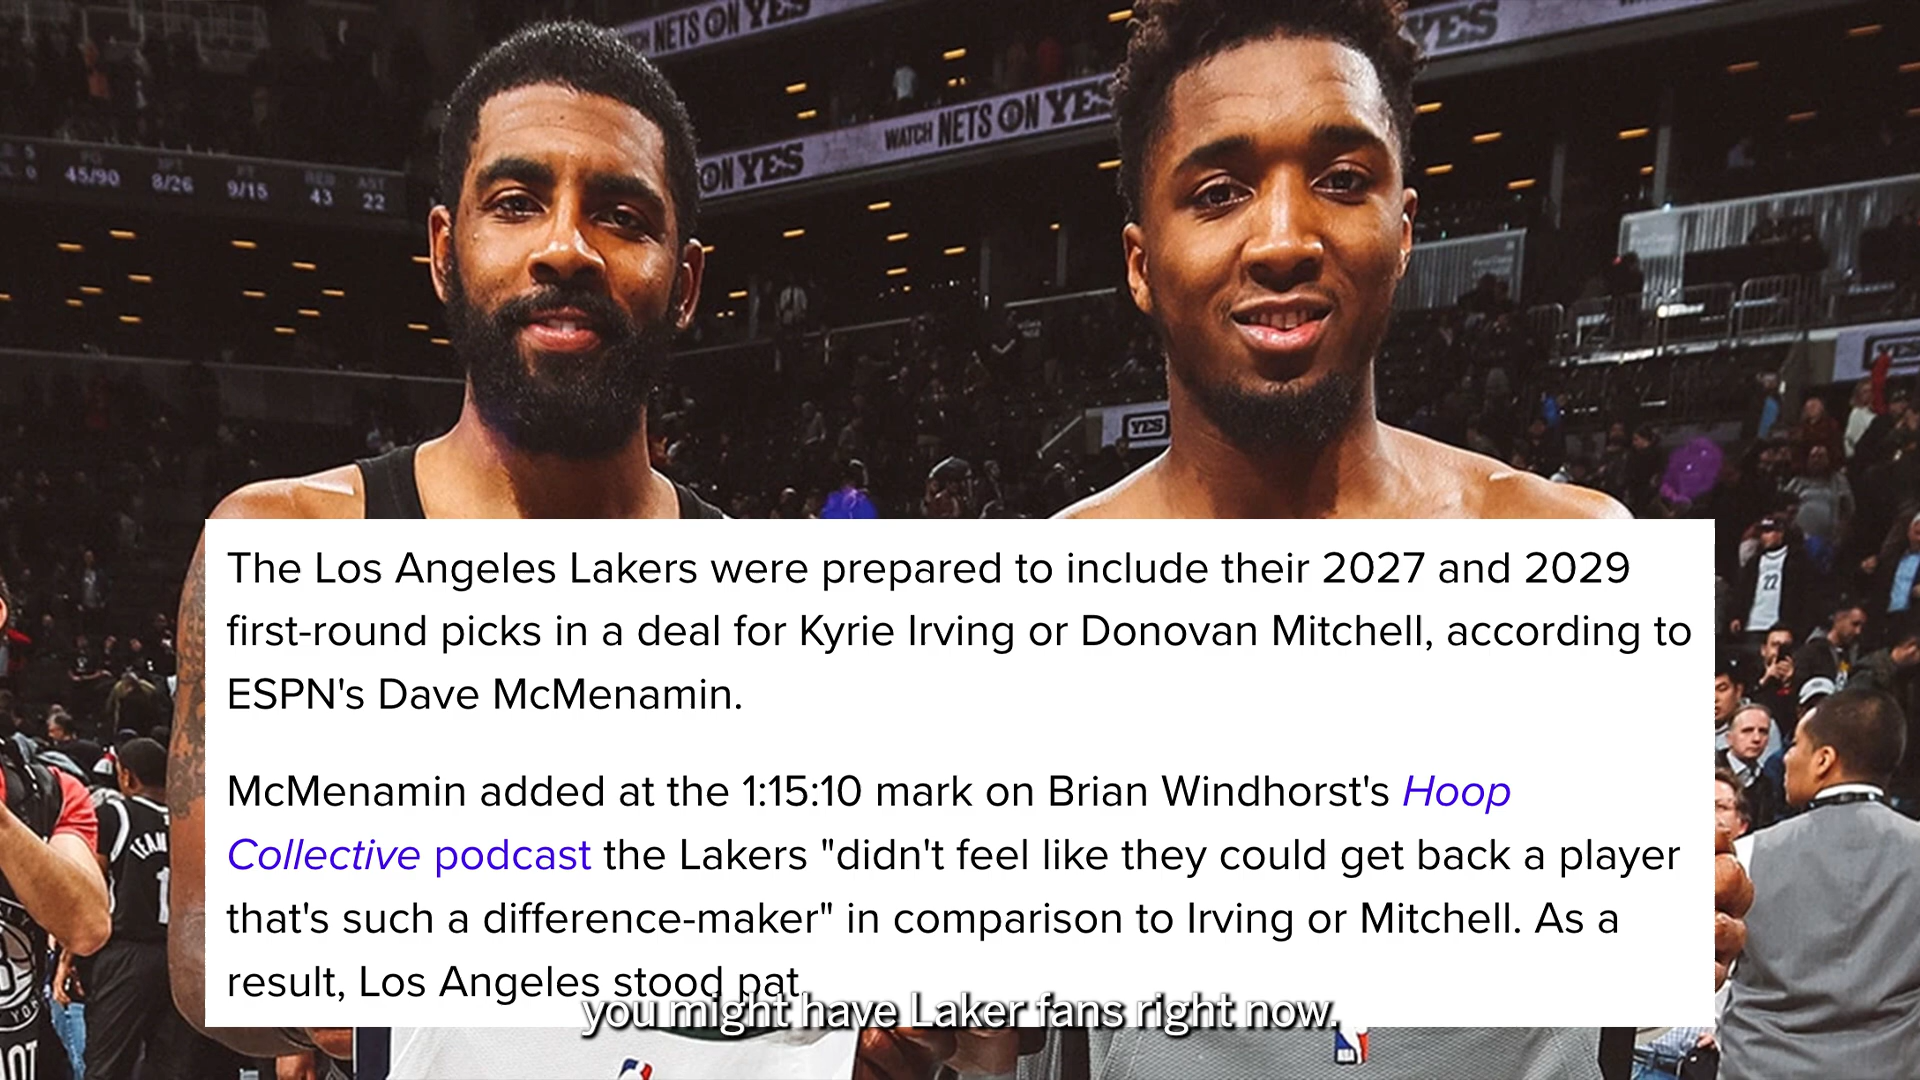 NETS ON YES
YES
WATCH NETS ON YES
ON YES
45/90 8/26 9/15 43 22
YES
The Los Angeles Lakers were prepared to include their 2027 and 2029
first-round picks in a deal for Kyrie Irving or Donovan Mitchell, according to
ESPN's Dave McMenamin.
McMenamin added at the 1:15:10 mark on Brian Windhorst's Hoop
Collective podcast the Lakers "didn't feel like they could get back a player
that's such a difference-maker" in comparison to Irving or Mitchell. As a
result, Los Angeles stood pat.
you might have Laker fans right now.
22
NBA